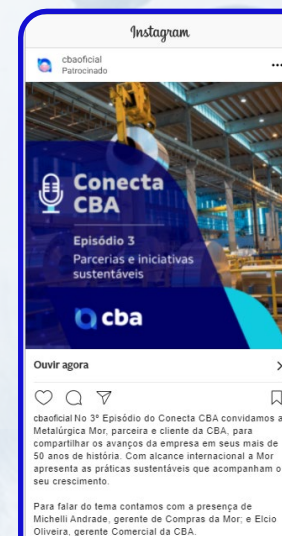 Instagram
cbaoficial
Patrocinado
Conecta
CBA
Episódio 3
Parcerias e iniciativas
sustentáveis
cba
Ouvir agora
cbaoficial No 3º Episódio do Conecta CBA convidamos a
Metalúrgica Mor, parceira e cliente da CBA, para
compartilhar os avanços da empresa em seus mais de
50 anos de história. Com alcance internacional a Mor
apresenta as práticas sustentáveis que acompanham o
seu crescimento.
Para falar do tema contamos com a presença de
Michelli Andrade, gerente de Compras da Mor; e Elcio
Oliveira, gerente Comercial da CBA.